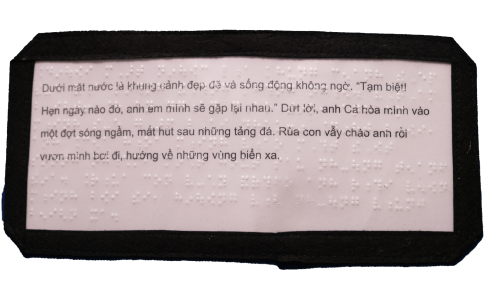 Dưới mặt nước là khung cảnh đẹp đẽ và sống động không ngờ. “Tạm biệt!
Hẹn ngày nào đó, anh em mình sẽ gặp lại nhau.” Dứt lời, anh Cá hòa mình vào
một đợt sóng ngầm, mất hút sau những tảng đá. Rùa con vẫy chào anh rồi
vươn mình bơi đi, hướng về những vùng biển xa.